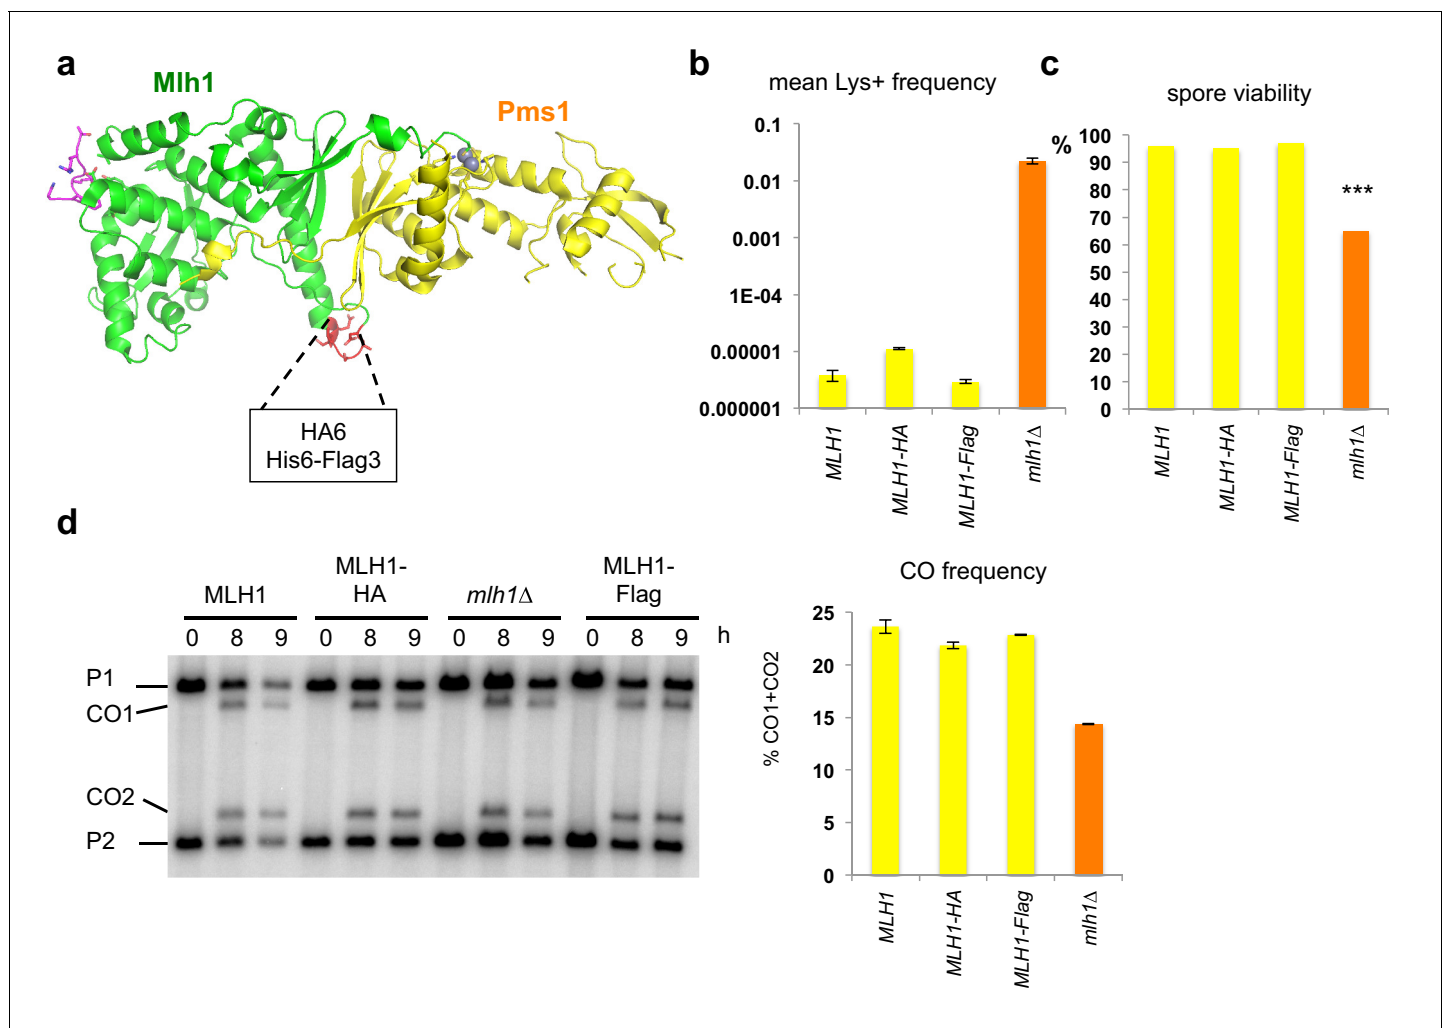 a
Mlh1
Pms1
HA6
His6-Flag3
b
mean Lys+ frequency
0.1
0.01
0.001
1E-04
0.00001
0.000001
MLH1
MLH1-HA
MLH1-Flag
mlh1Δ
c
spore viability
%
100
90
80
70
60
50
40
30
20
10
0
***
MLH1
MLH1-HA
MLH1-Flag
mlh1Δ
d
MLH1
MLH1-
HA
mlh1Δ
MLH1-
Flag
0 8 9 0 8 9 0 8 9 0 8 9 h
P1
CO1
CO2
P2
CO frequency
% CO1+CO2
25
20
15
10
5
0
MLH1
MLH1-HA
MLH1-Flag
mlh1Δ